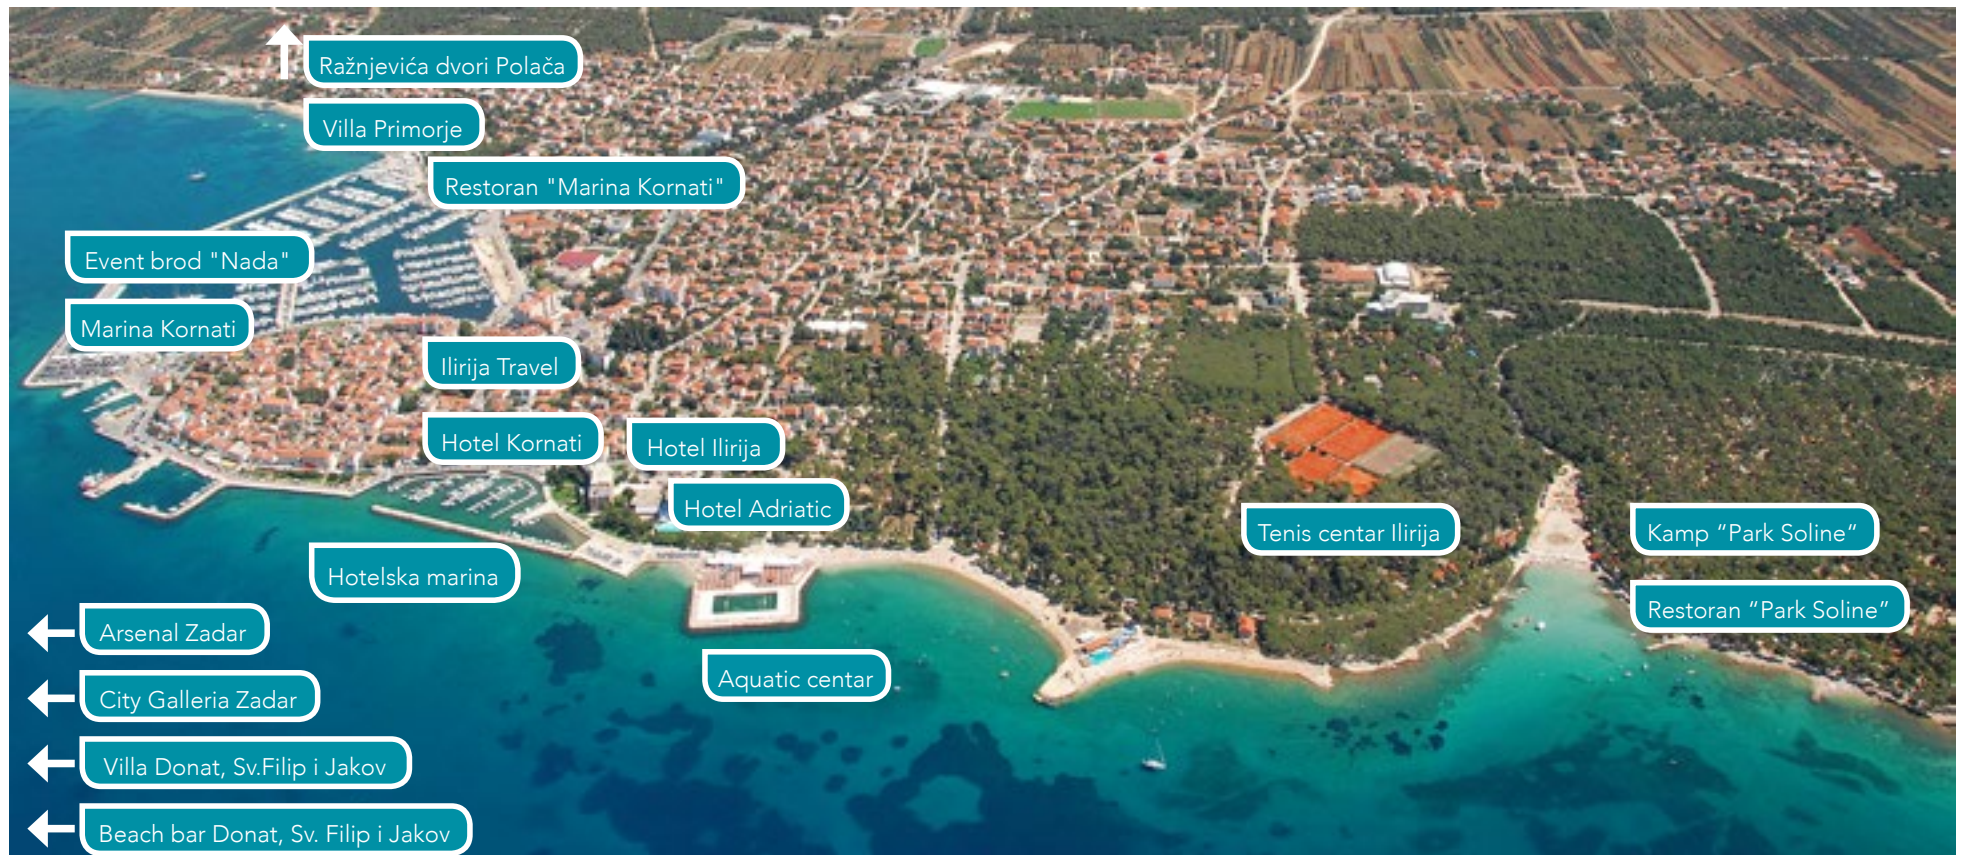 Ražnjevića dvori Polača
Villa Primorje
Restoran "Marina Kornati"
Event brod "Nada"
Marina Kornati
Ilirija Travel
Hotel Kornati
Hotel Ilirija
Hotel Adriatic
Tenis centar Ilirija
Kamp “Park Soline“
Hotelska marina
Restoran “Park Soline”
Arsenal Zadar
Aquatic centar
City Galleria Zadar
Villa Donat, Sv.Filip i Jakov
Beach bar Donat, Sv. Filip i Jakov